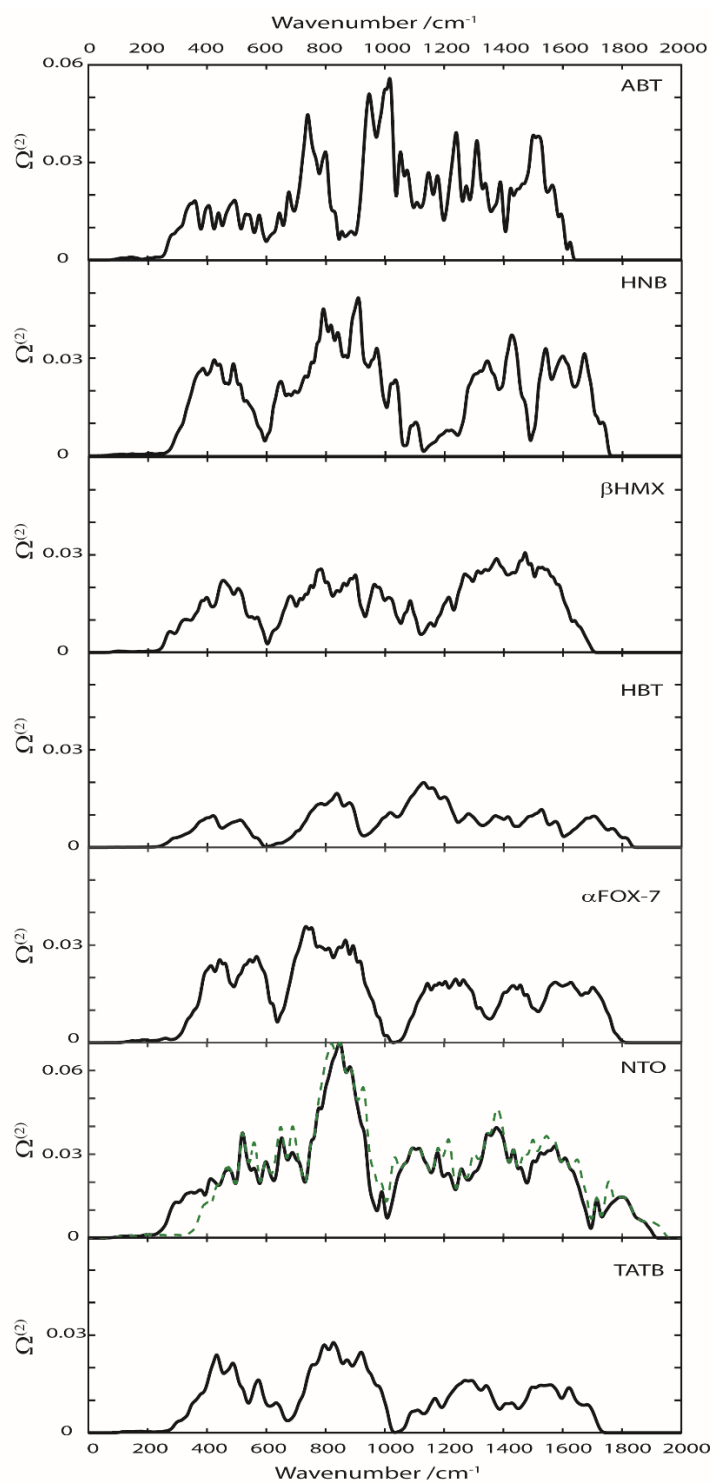 Wavenumber /cm⁻¹
0 200 400 600 800 1000 1200 1400 1600 1800 2000
0.06
ABT
Ω⁽²⁾
0.03
0
HNB
Ω⁽²⁾
0.03
0
βHMX
Ω⁽²⁾
0.03
0
HBT
Ω⁽²⁾
0.03
0
αFOX-7
Ω⁽²⁾
0.03
0
NTO
0.06
Ω⁽²⁾
0.03
0
TATB
Ω⁽²⁾
0.03
0
0 200 400 600 800 1000 1200 1400 1600 1800 2000
Wavenumber /cm⁻¹